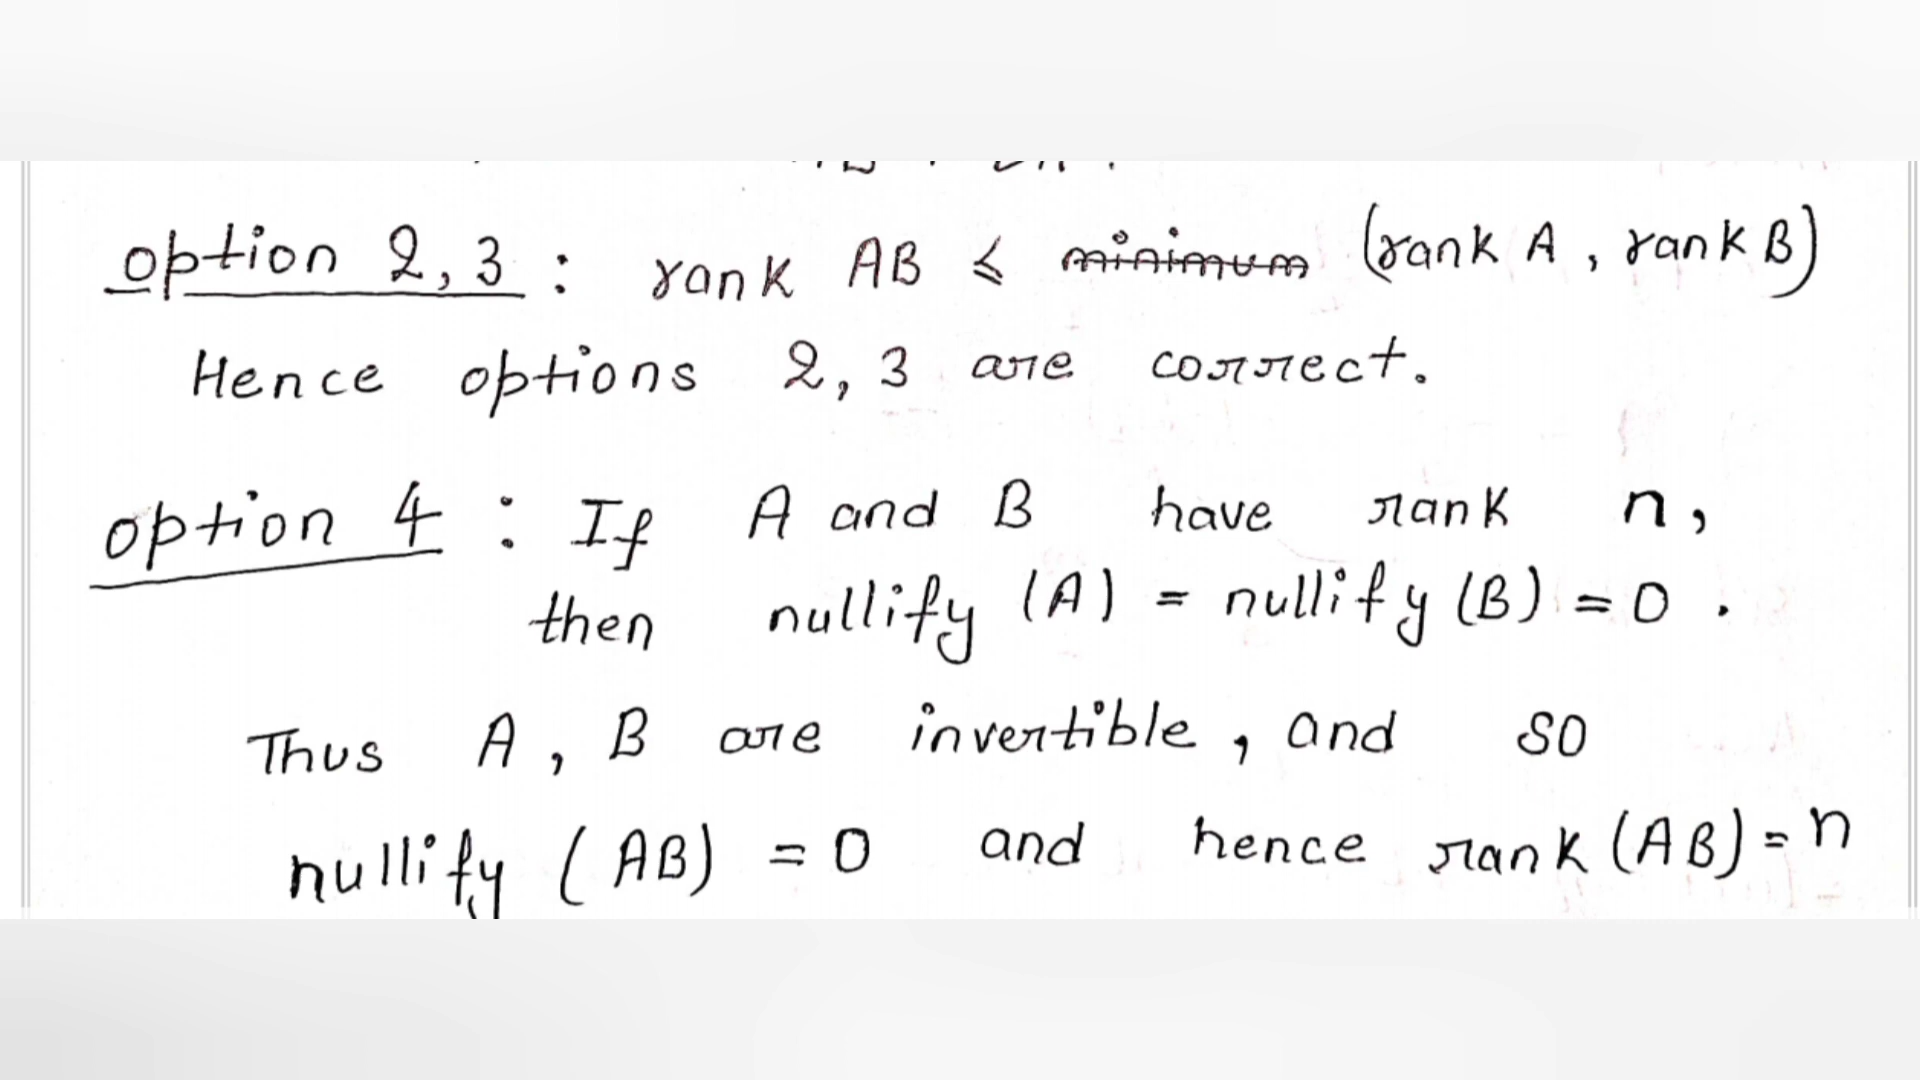 option 2, 3 : rank AB ≤ minimum (rank A , rank B)
Hence options 2, 3 are correct.
option 4 : If A and B have rank n ,
then nullify (A) = nullify (B) = 0 .
Thus A , B are invertible , and so
nullify ( AB) = 0 and hence rank (AB) = n